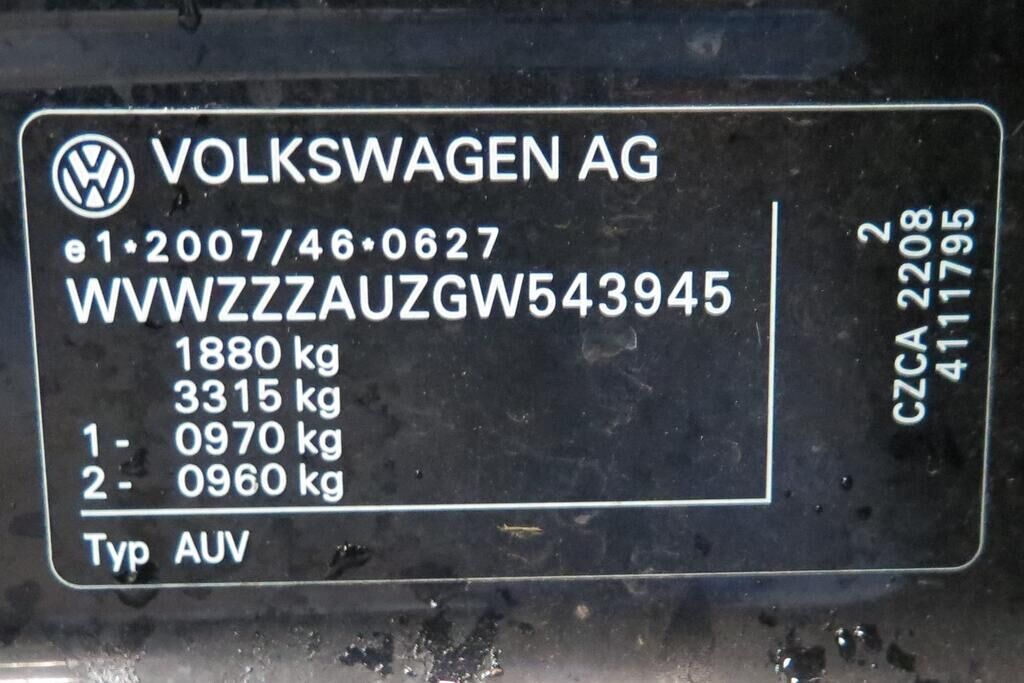 VOLKSWAGEN AG
e1*2007/46*0627
WVWZZZAUZGW543945
1880 kg
3315 kg
1- 0970 kg
2- 0960 kg
Typ AUV
2
CZCA 2208
4111795